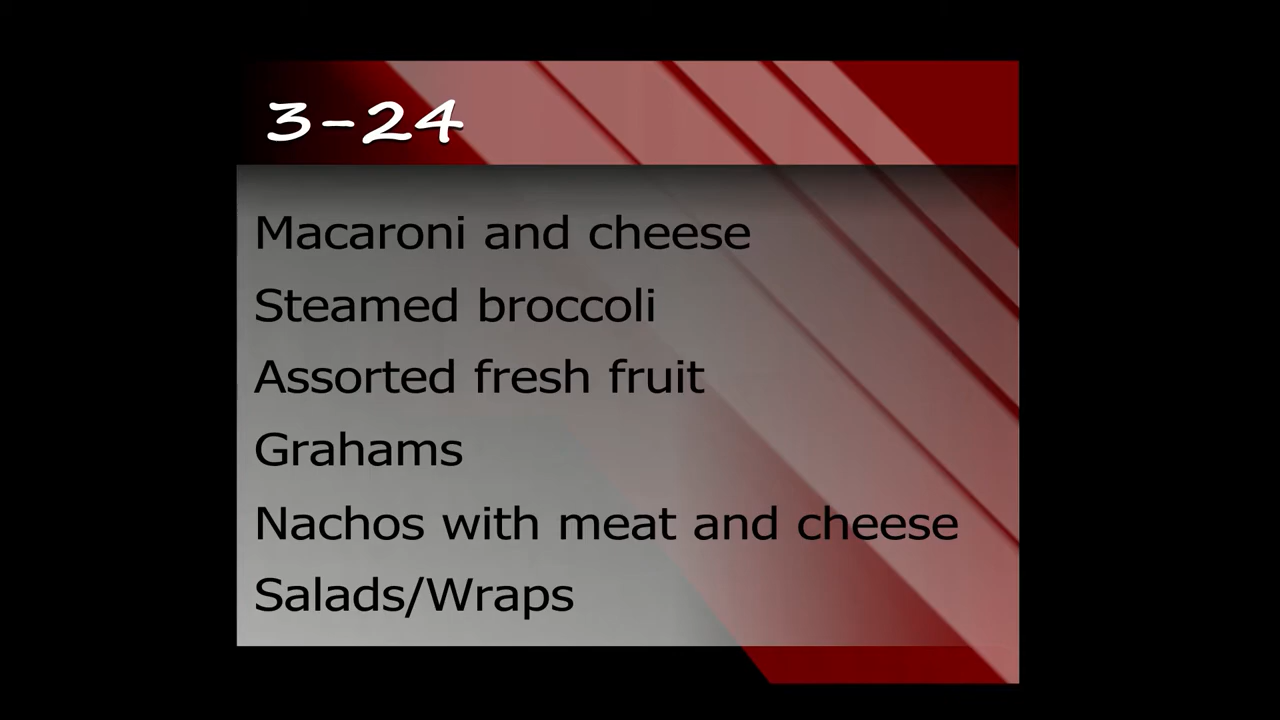 3-24
Macaroni and cheese
Steamed broccoli
Assorted fresh fruit
Grahams
Nachos with meat and cheese
Salads/Wraps